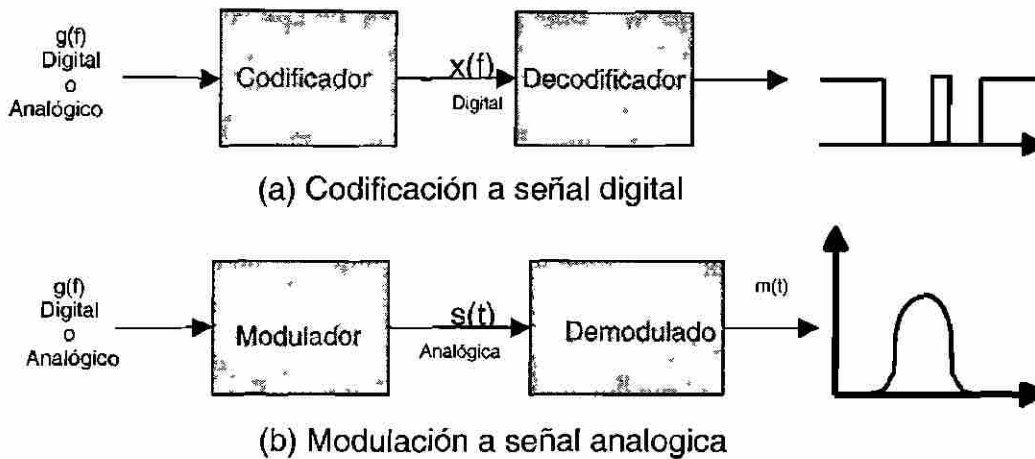 g(f)
Digital
o
Analógico
Codificador
x(f)
Digital
Decodificador
(a) Codificación a señal digital
g(f)
Digital
o
Analógico
Modulador
s(t)
Analógica
Demodulado
m(t)
(b) Modulación a señal analogica